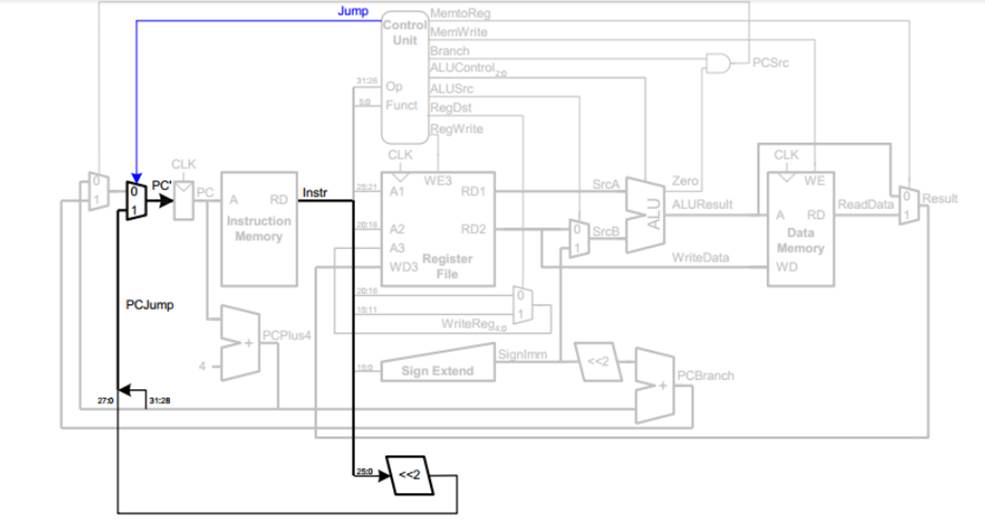 Jump
MemtoReg
Control
Unit
MemWrite
Branch
PCSrc
ALUControl2:0
31:26
Op
ALUSrc
5:0
Funct
RegDst
RegWrite
CLK
CLK
CLK
0
1
0
1
PC'
PC
A
RD
Instruction
Memory
Instr
25:21
A1
WE3
RD1
SrcA
Zero
WE
ALU
ALUResult
A
RD
ReadData
0
1
Result
20:16
A2
RD2
0
1
SrcB
Data
Memory
A3
WD3
Register
File
WriteData
WD
PCJump
20:16
0
15:11
1
WriteReg4:0
+
PCPlus4
4
15:0
Sign Extend
SignImm
<<2
+
PCBranch
27:0
31:28
25:0
<<2